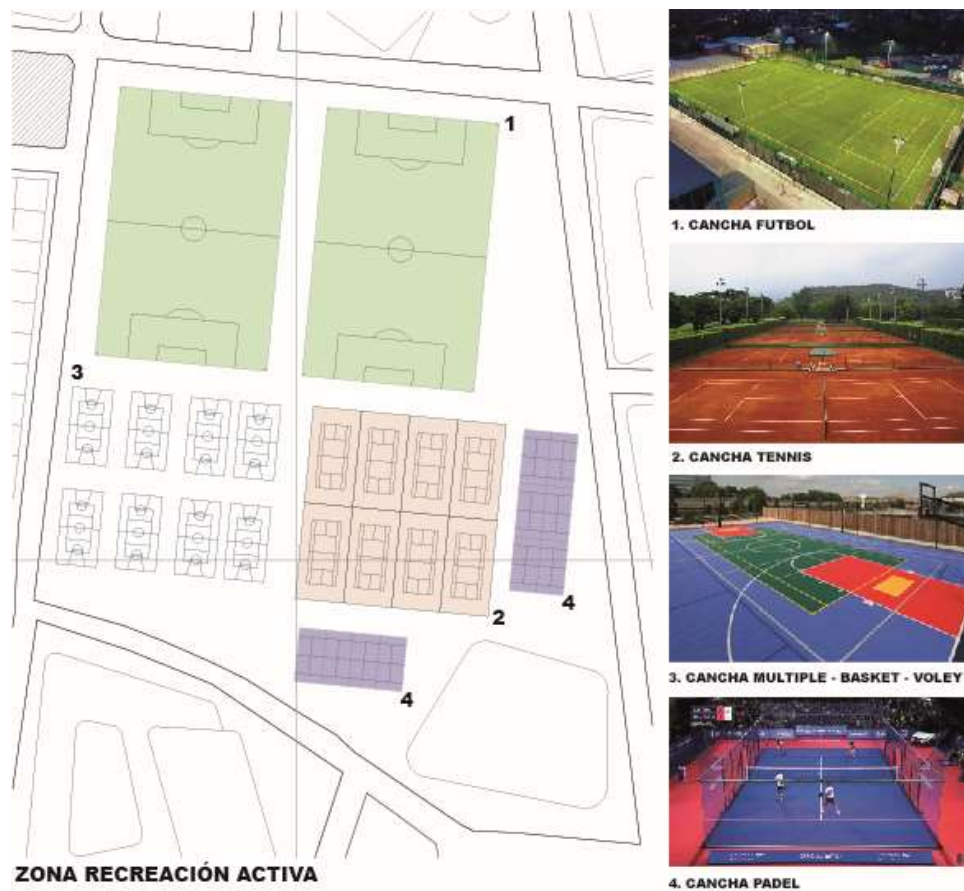 1
3
2
4
4
ZONA RECREACIÓN ACTIVA
1. CANCHA FUTBOL
2. CANCHA TENNIS
3. CANCHA MULTIPLE - BASKET - VOLEY
4. CANCHA PADEL